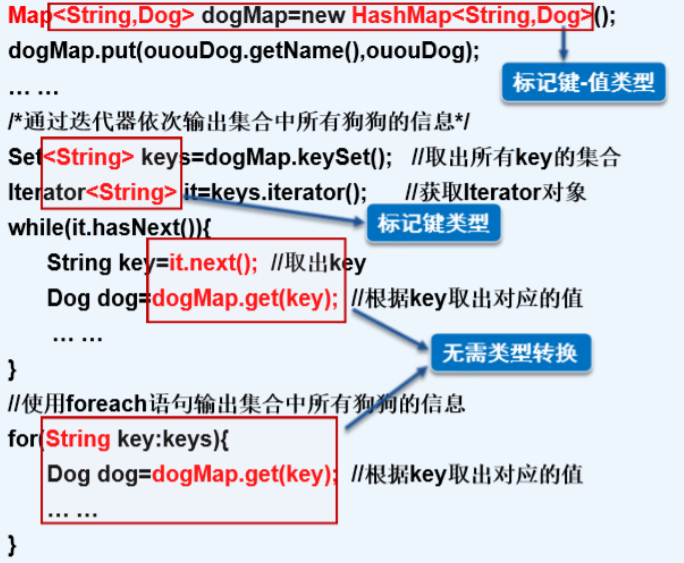 Map<String,Dog> dogMap=new HashMap<String,Dog>();
dogMap.put(ououDog.getName(),ououDog);
标记键-值类型
… …
/*通过迭代器依次输出集合中所有狗狗的信息*/
Set<String> keys=dogMap.keySet(); //取出所有key的集合
Iterator<String> it=keys.iterator(); //获取Iterator对象
标记键类型
while(it.hasNext()){
String key=it.next(); //取出key
Dog dog=dogMap.get(key); //根据key取出对应的值
… …
无需类型转换
}
//使用foreach语句输出集合中所有狗狗的信息
for(String key:keys){
Dog dog=dogMap.get(key); //根据key取出对应的值
… …
}